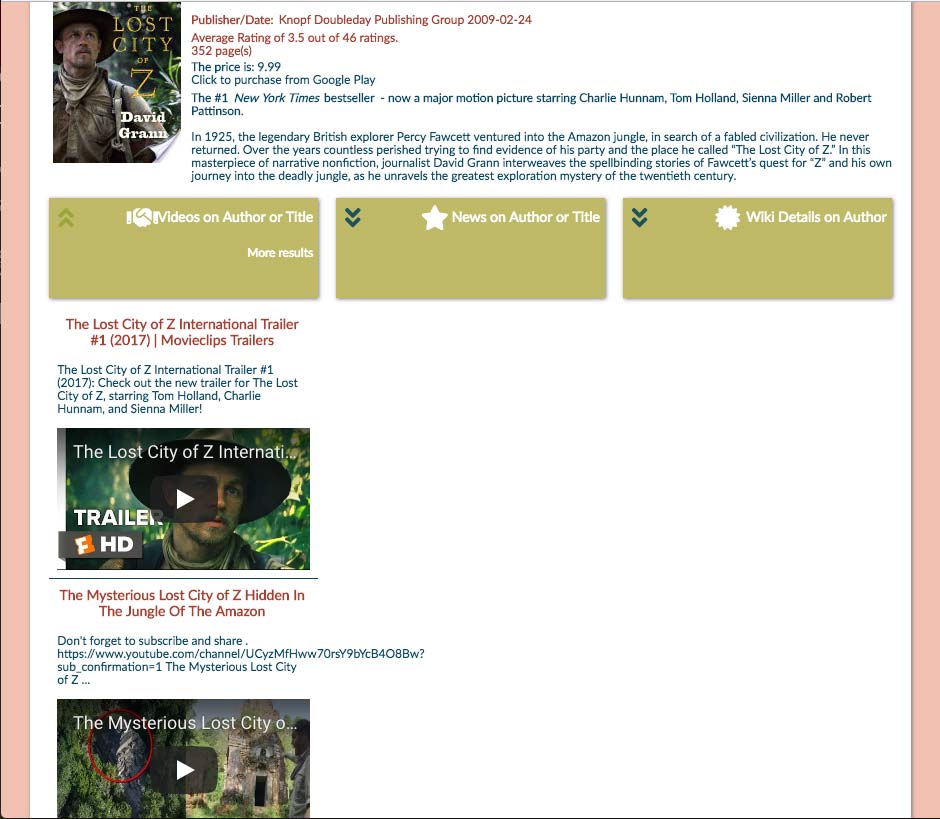 THE
LOST
CITY
OF
Z
David
Grann
Publisher/Date: Knopf Doubleday Publishing Group 2009-02-24
Average Rating of 3.5 out of 46 ratings.
352 page(s)
The price is: 9.99
Click to purchase from Google Play
The #1 New York Times bestseller - now a major motion picture starring Charlie Hunnam, Tom Holland, Sienna Miller and Robert
Pattinson.
In 1925, the legendary British explorer Percy Fawcett ventured into the Amazon jungle, in search of a fabled civilization. He never
returned. Over the years countless perished trying to find evidence of his party and the place he called “The Lost City of Z.” In this
masterpiece of narrative nonfiction, journalist David Grann interweaves the spellbinding stories of Fawcett’s quest for “Z” and his own
journey into the deadly jungle, as he unravels the greatest exploration mystery of the twentieth century.
Videos on Author or Title
More results
News on Author or Title
Wiki Details on Author
The Lost City of Z International Trailer
#1 (2017) | Movieclips Trailers
The Lost City of Z International Trailer #1
(2017): Check out the new trailer for The Lost
City of Z, starring Tom Holland, Charlie
Hunnam, and Sienna Miller!
The Lost City of Z Internati...
TRAILER
F HD
The Mysterious Lost City of Z Hidden In
The Jungle Of The Amazon
Don't forget to subscribe and share .
https://www.youtube.com/channel/UCyzMfHww70rsY9bYcB4O8Bw?
sub_confirmation=1 The Mysterious Lost City
of Z ...
The Mysterious Lost City o...